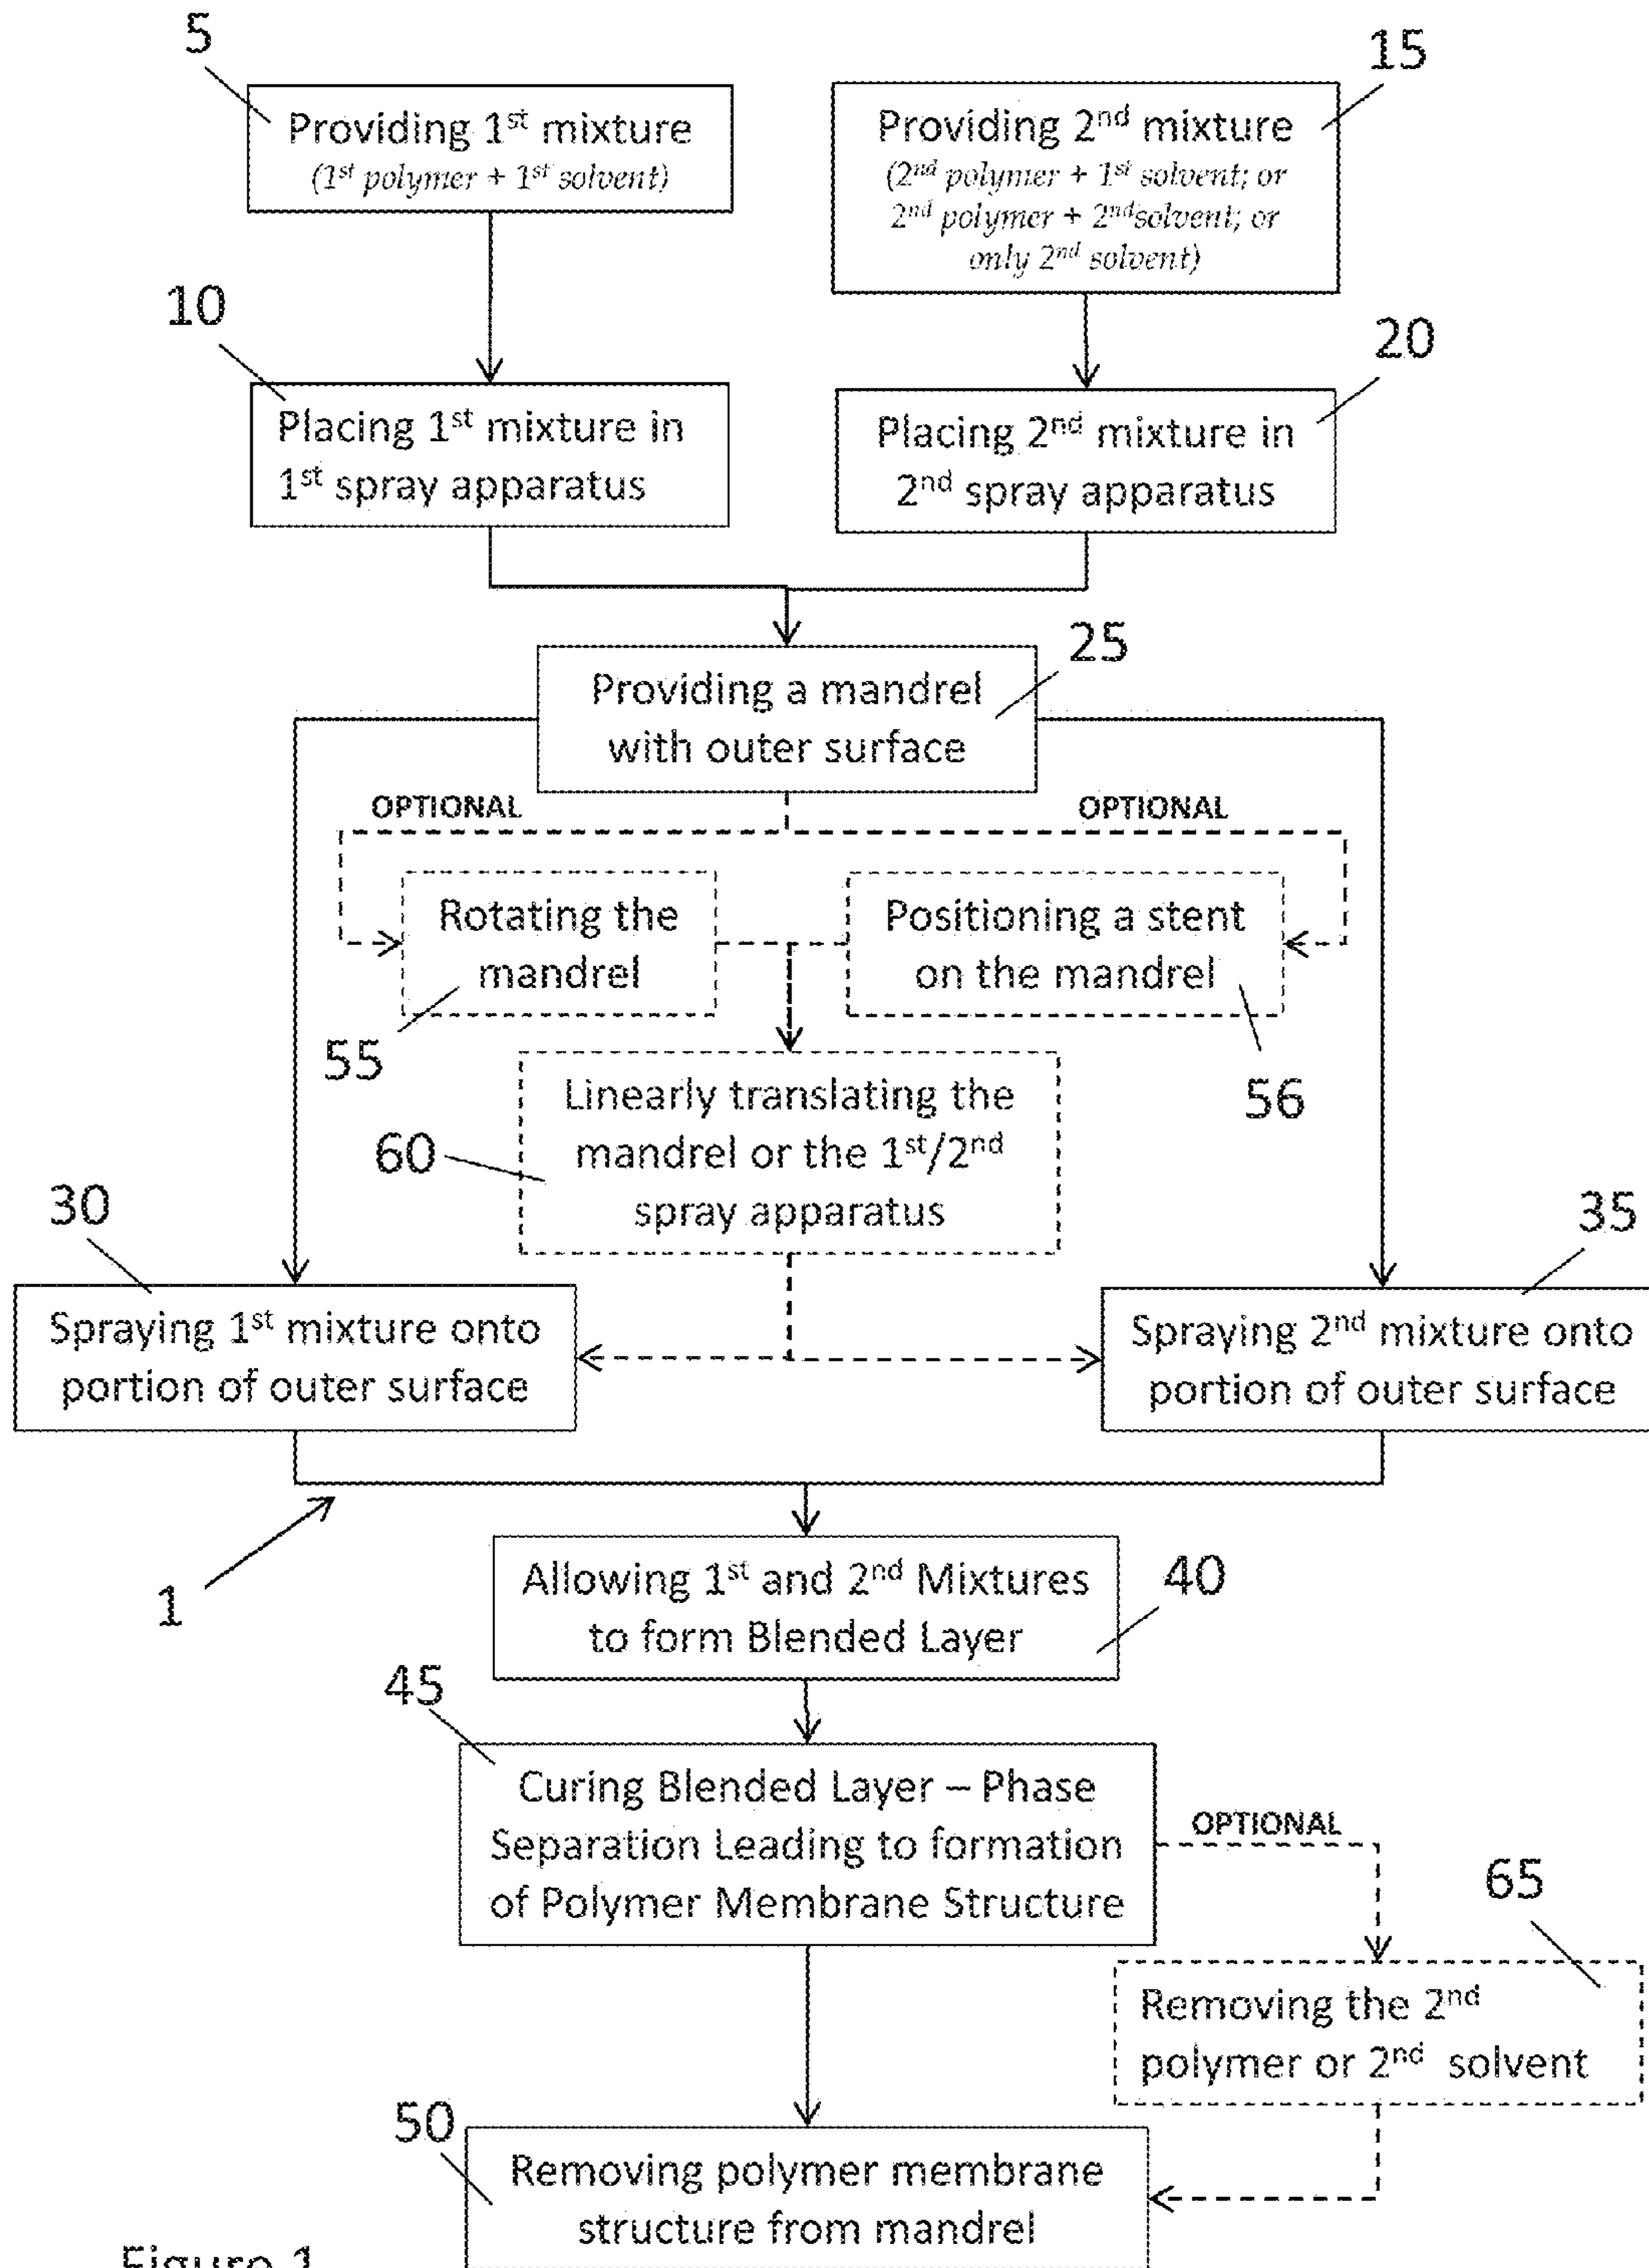 5
15
Providing 1st mixture
(1st polymer + 1st solvent)
Providing 2nd mixture
(2nd polymer + 1st solvent; or
2nd polymer + 2ndsolvent; or
only 2nd solvent)
10
20
Placing 1st mixture in
1st spray apparatus
Placing 2nd mixture in
2nd spray apparatus
25
Providing a mandrel
with outer surface
OPTIONAL
OPTIONAL
Rotating the
mandrel
Positioning a stent
on the mandrel
55
56
Linearly translating the
mandrel or the 1st/2nd
spray apparatus
60
30
35
Spraying 1st mixture onto
portion of outer surface
Spraying 2nd mixture onto
portion of outer surface
1
Allowing 1st and 2nd Mixtures
to form Blended Layer
40
45
Curing Blended Layer – Phase
Separation Leading to formation
of Polymer Membrane Structure
OPTIONAL
65
Removing the 2nd
polymer or 2nd solvent
50
Removing polymer membrane
structure from mandrel
Figure 1